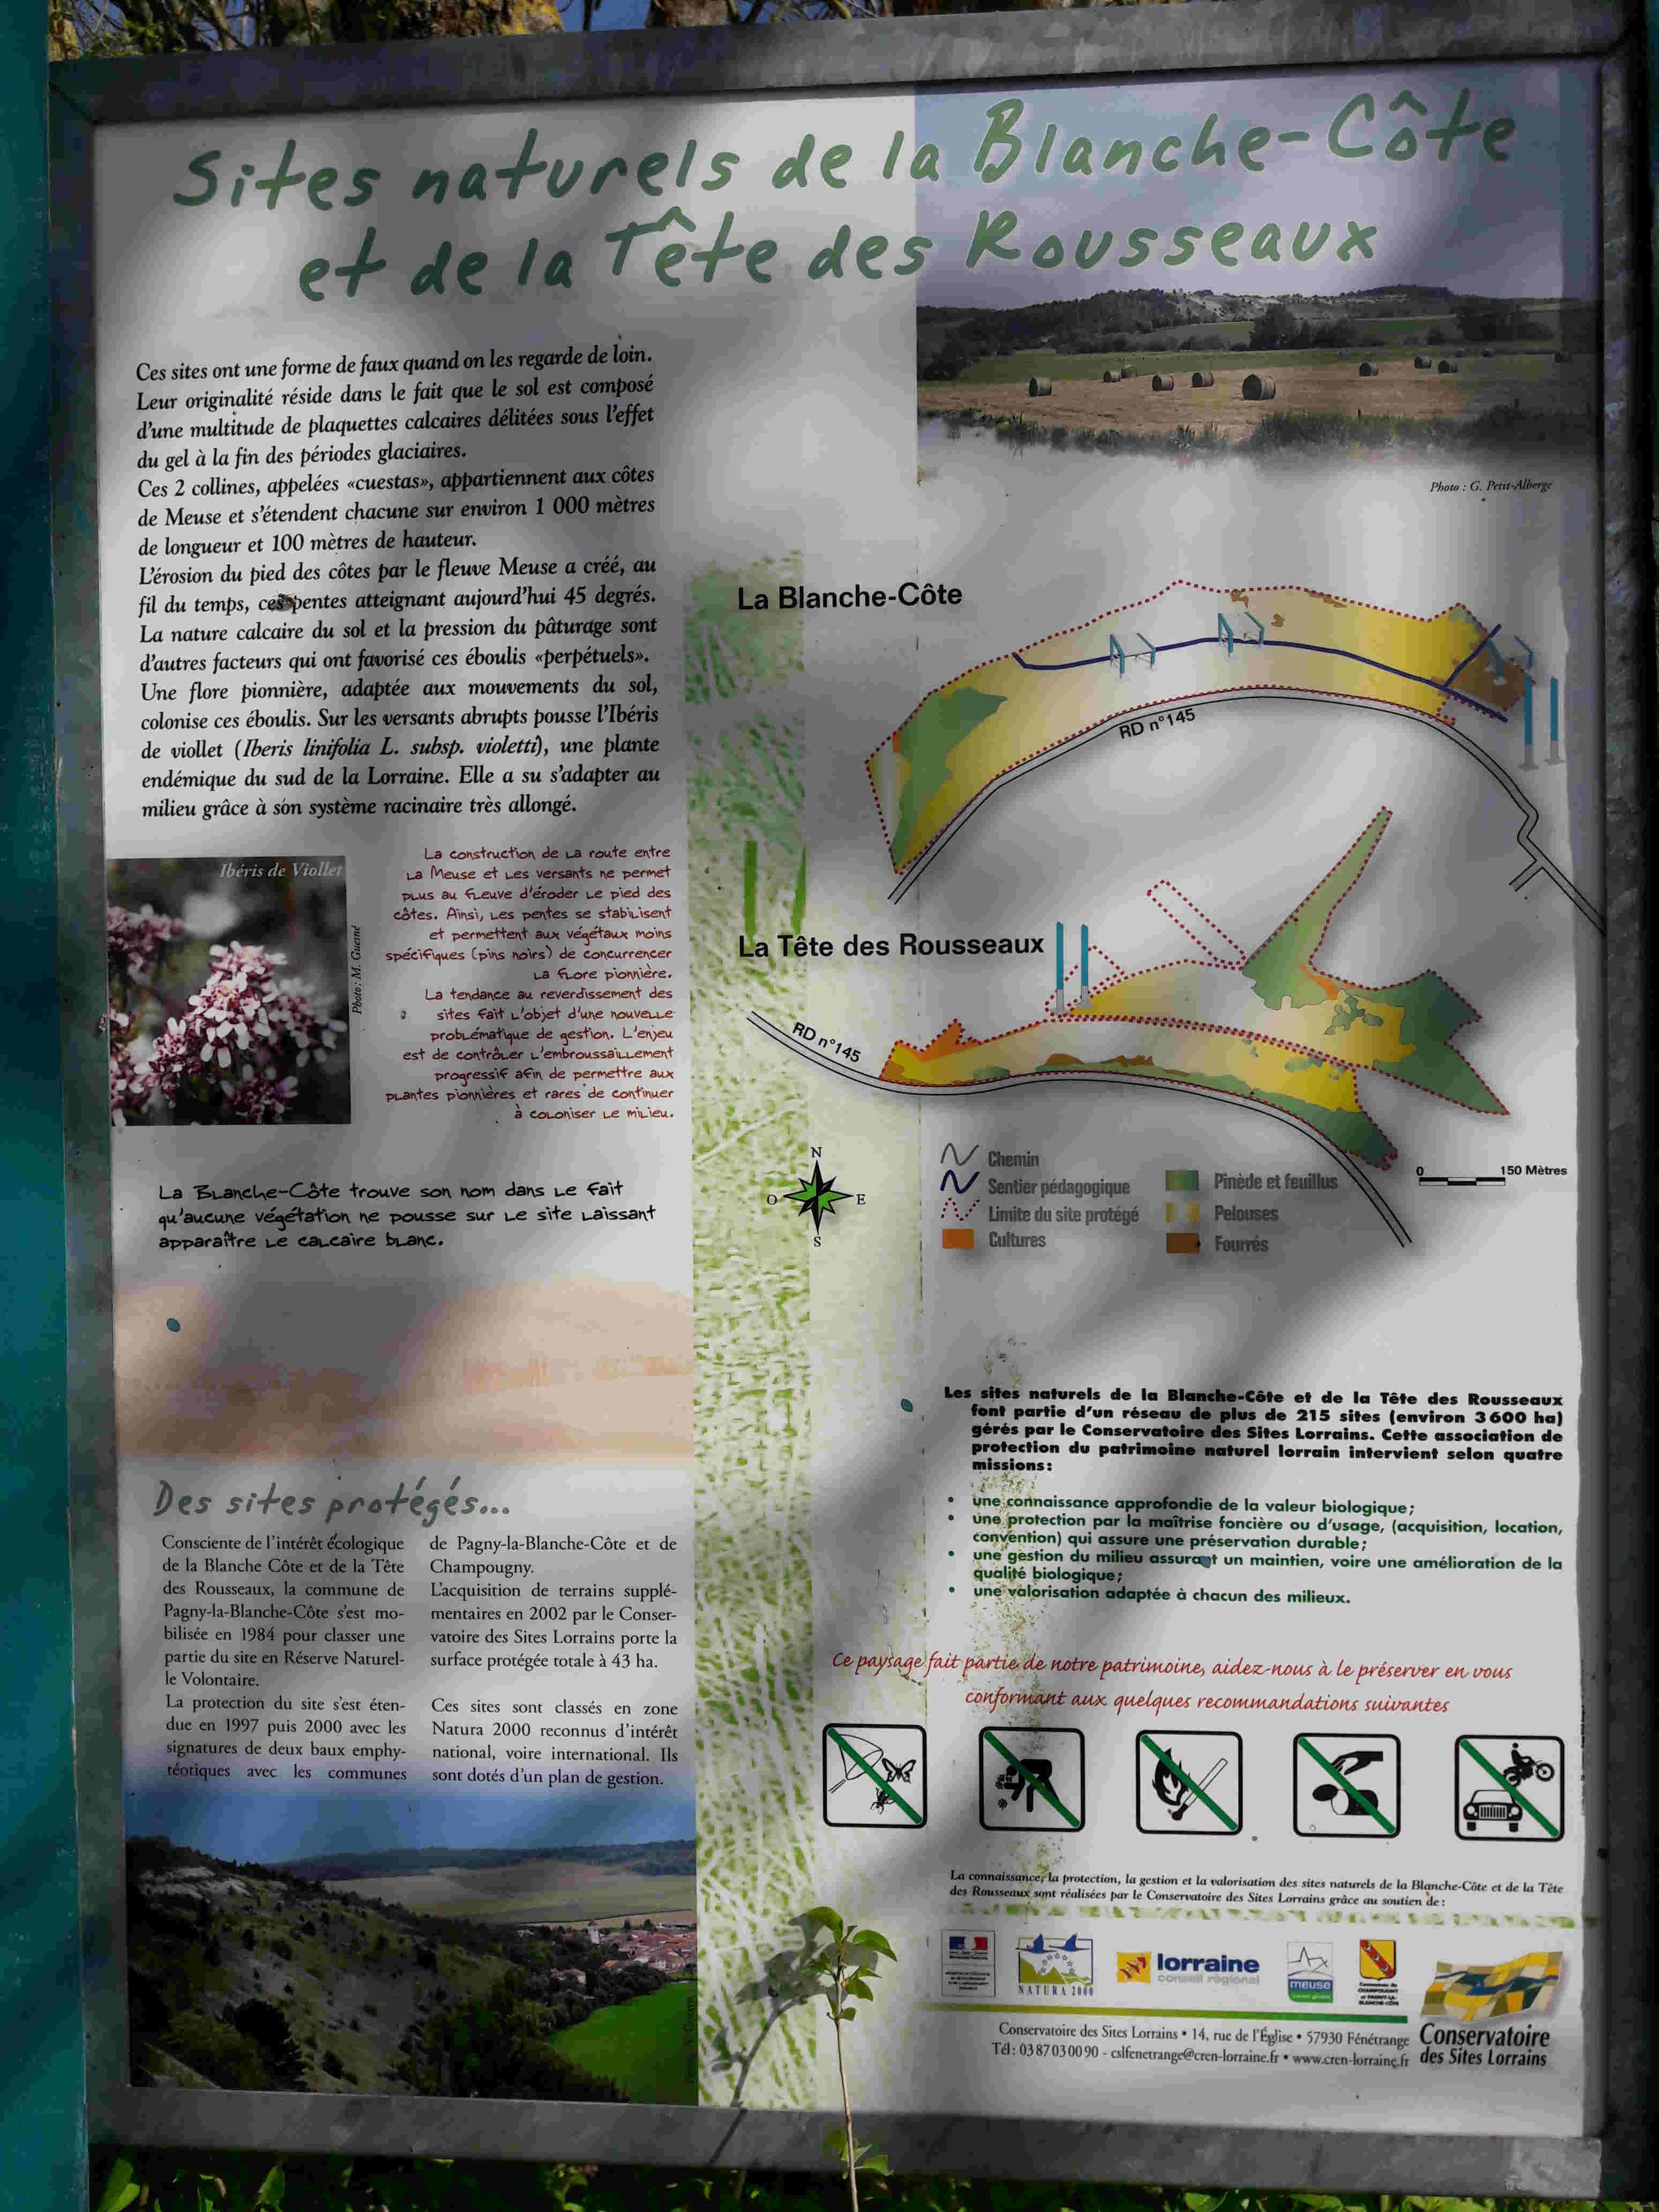 Sites naturels de la Blanche-Côte
et de la Tête des Rousseaux
Ces sites ont une forme de faux quand on les regarde de loin.
Leur originalité réside dans le fait que le sol est composé
d'une multitude de plaquettes calcaires délitées sous l'effet
du gel à la fin des périodes glaciaires.
Ces 2 collines, appelées «cuestas», appartiennent aux côtes
de Meuse et s'étendent chacune sur environ 1 000 mètres
de longueur et 100 mètres de hauteur.
L'érosion du pied des côtes par le fleuve Meuse a créé, au
fil du temps, ces pentes atteignant aujourd'hui 45 degrés.
La nature calcaire du sol et la pression du pâturage sont
d'autres facteurs qui ont favorisé ces éboulis «perpétuels».
Une flore pionnière, adaptée aux mouvements du sol,
colonise ces éboulis. Sur les versants abrupts pousse l'Ibéris
de viollet (Iberis linifolia L. subsp. violetti), une plante
endémique du sud de la Lorraine. Elle a su s'adapter au
milieu grâce à son système racinaire très allongé.
Ibéris de Viollet
Photo : M. Guesné
La construction de la route entre
la Meuse et les versants ne permet
plus au fleuve d'éroder le pied des
côtes. Ainsi, les pentes se stabilisent
et permettent aux végétaux moins
spécifiques (pins noirs) de concurrencer
la flore pionnière.
La tendance au reverdissement des
sites fait l'objet d'une nouvelle
problématique de gestion. L'enjeu
est de contrôler l'embroussaillement
progressif afin de permettre aux
plantes pionnières et rares de continuer
à coloniser le milieu.
La Blanche-Côte trouve son nom dans le fait
qu'aucune végétation ne pousse sur le site laissant
apparaître le calcaire blanc.
Des sites protégés...
Consciente de l'intérêt écologique
de la Blanche Côte et de la Tête
des Rousseaux, la commune de
Pagny-la-Blanche-Côte s'est mo-
bilisée en 1984 pour classer une
partie du site en Réserve Naturel-
le Volontaire.
La protection du site s'est éten-
due en 1997 puis 2000 avec les
signatures de deux baux emphy-
téotiques avec les communes
de Pagny-la-Blanche-Côte et de
Champougny.
L'acquisition de terrains supplé-
mentaires en 2002 par le Conser-
vatoire des Sites Lorrains porte la
surface protégée totale à 43 ha.
Ces sites sont classés en zone
Natura 2000 reconnus d'intérêt
national, voire international. Ils
sont dotés d'un plan de gestion.
Photo : G. Petit-Alberge
La Blanche-Côte
RD n°145
La Tête des Rousseaux
RD n°145
N
O E
S
Chemin
Sentier pédagogique
Limite du site protégé
Cultures
Pinède et feuillus
Pelouses
Fourrés
0 150 Mètres
Les sites naturels de la Blanche-Côte et de la Tête des Rousseaux
font partie d'un réseau de plus de 215 sites (environ 3 600 ha)
gérés par le Conservatoire des Sites Lorrains. Cette association de
protection du patrimoine naturel lorrain intervient selon quatre
missions:
• une connaissance approfondie de la valeur biologique;
• une protection par la maîtrise foncière ou d'usage, (acquisition, location,
convention) qui assure une préservation durable;
• une gestion du milieu assurant un maintien, voire une amélioration de la
qualité biologique;
• une valorisation adaptée à chacun des milieux.
Ce paysage fait partie de notre patrimoine, aidez-nous à le préserver en vous
conformant aux quelques recommandations suivantes
La connaissance, la protection, la gestion et la valorisation des sites naturels de la Blanche-Côte et de la Tête
des Rousseaux sont réalisées par le Conservatoire des Sites Lorrains grâce au soutien de :
NATURA 2000
lorraine
conseil régional
meuse
Communes de
CHAMPOUGNY
et PAGNY-LA-
BLANCHE-CÔTE
Conservatoire des Sites Lorrains • 14, rue de l'Église • 57930 Fénétrange
Tél : 03 87 03 00 90 - cslfenetrange@cren-lorraine.fr • www.cren-lorraine.fr
Conservatoire
des Sites Lorrains